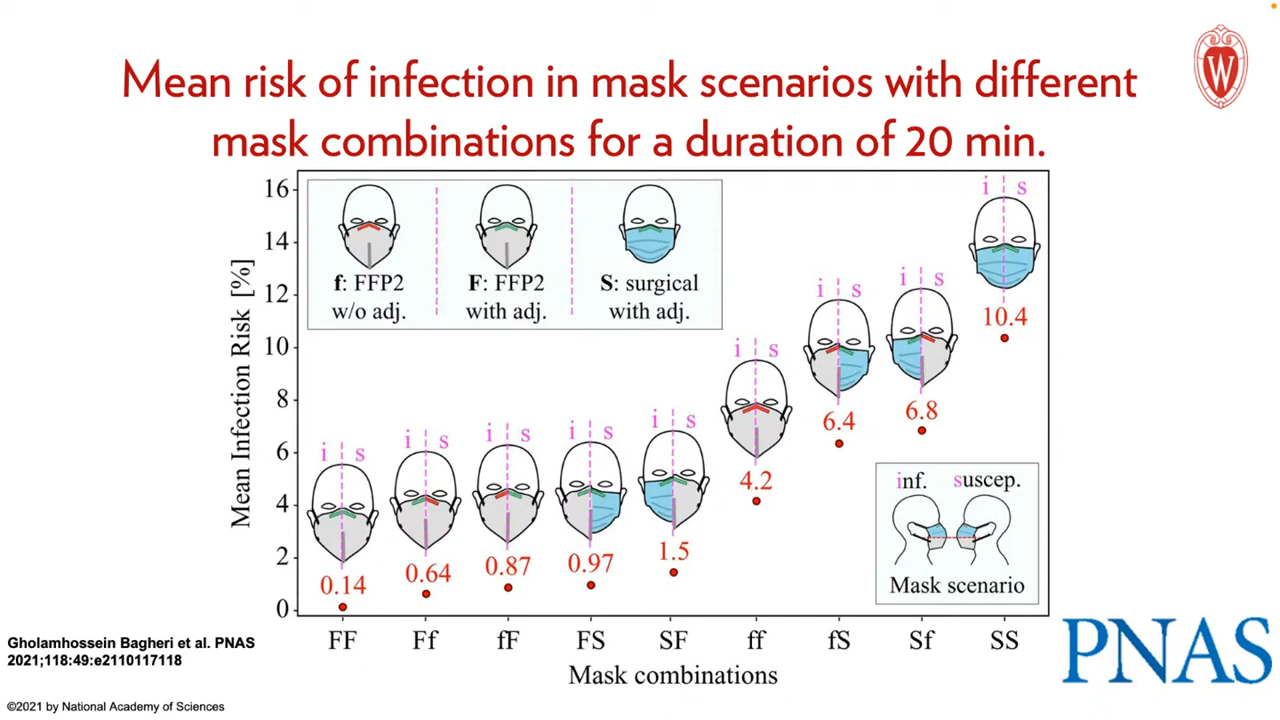 Mean risk of infection in mask scenarios with different
mask combinations for a duration of 20 min.
W
Mean Infection Risk [%]
16
14
12
10
8
6
4
2
0
f: FFP2
w/o adj.
F: FFP2
with adj.
S: surgical
with adj.
i s
0.14
i s
0.64
i s
0.87
i s
0.97
i s
1.5
i s
4.2
i s
6.4
i s
6.8
i s
10.4
inf. suscep.
Mask scenario
FF Ff fF FS SF ff fS Sf SS
Mask combinations
Gholamhossein Bagheri et al. PNAS
2021;118:49:e2110117118
©2021 by National Academy of Sciences
PNAS